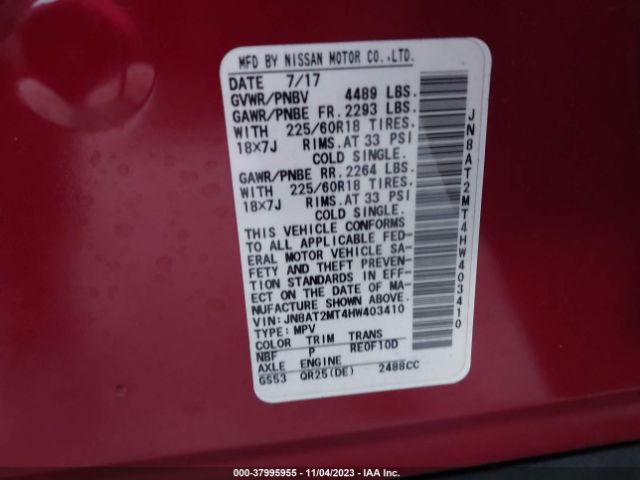 MFD BY NISSAN MOTOR CO.,LTD.
DATE 7/17
GVWR/PNBV 4489 LBS.
GAWR/PNBE FR. 2293 LBS.
WITH 225/60R18 TIRES.
18X7J RIMS.AT 33 PSI
COLD SINGLE.
GAWR/PNBE RR. 2264 LBS.
WITH 225/60R18 TIRES.
18X7J RIMS.AT 33 PSI
COLD SINGLE.
THIS VEHICLE CONFORMS
TO ALL APPLICABLE FED-
ERAL MOTOR VEHICLE SA-
FETY AND THEFT PREVEN-
TION STANDARDS IN EFF-
ECT ON THE DATE OF MA-
NUFACTURE SHOWN ABOVE.
VIN: JN8AT2MT4HW403410
TYPE: MPV
COLOR TRIM TRANS
NBF P RE0F10D
AXLE ENGINE
GS53 QR25(DE) 2488CC
JN8AT2MT4HW403410
000-37995955 - 11/04/2023 - IAA Inc.